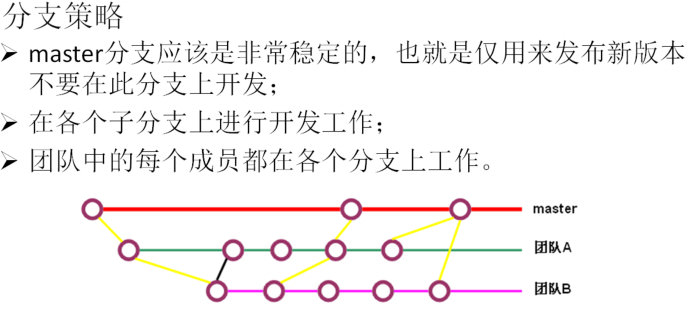 分支策略
➢ master分支应该是非常稳定的，也就是仅用来发布新版本
不要在此分支上开发；
➢ 在各个子分支上进行开发工作；
➢ 团队中的每个成员都在各个分支上工作。
master
团队A
团队B